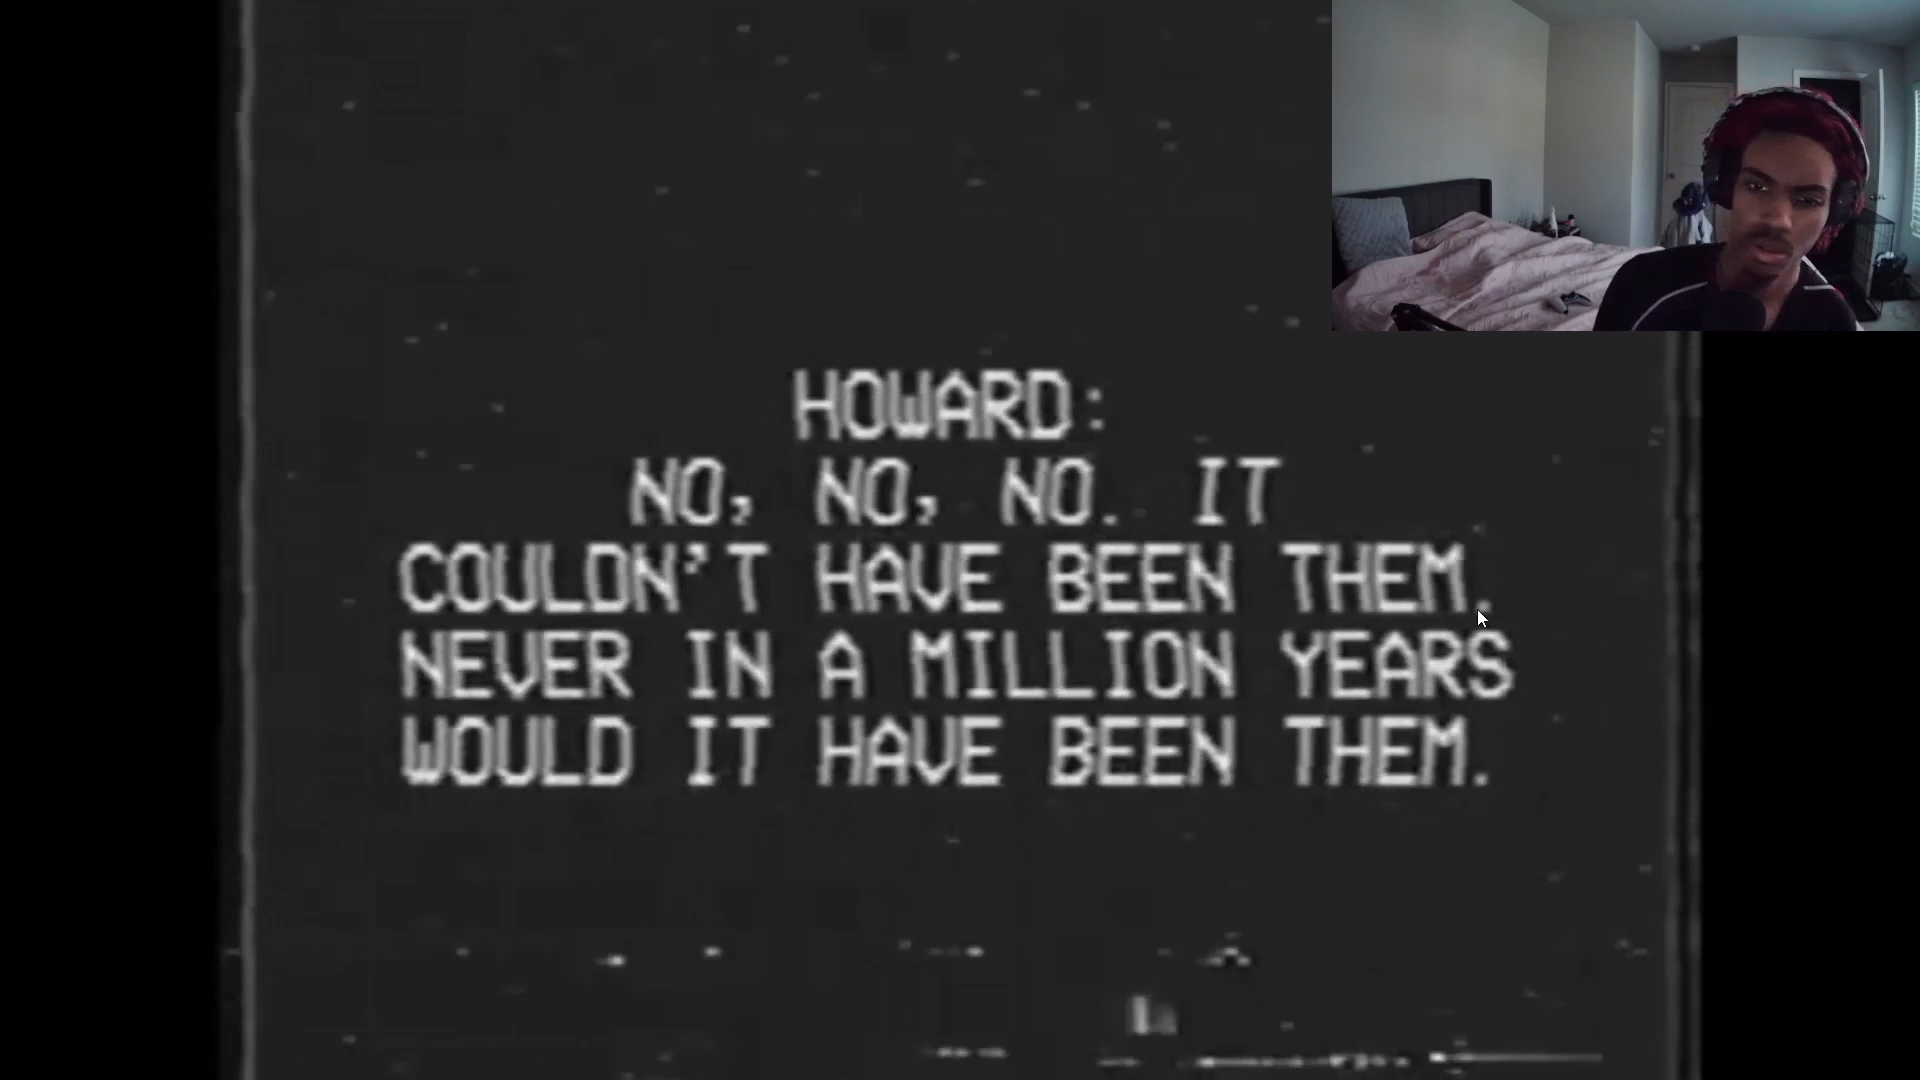 HOWARD:
NO, NO, NO. IT
COULDN'T HAVE BEEN THEM.
NEVER IN A MILLION YEARS
WOULD IT HAVE BEEN THEM.